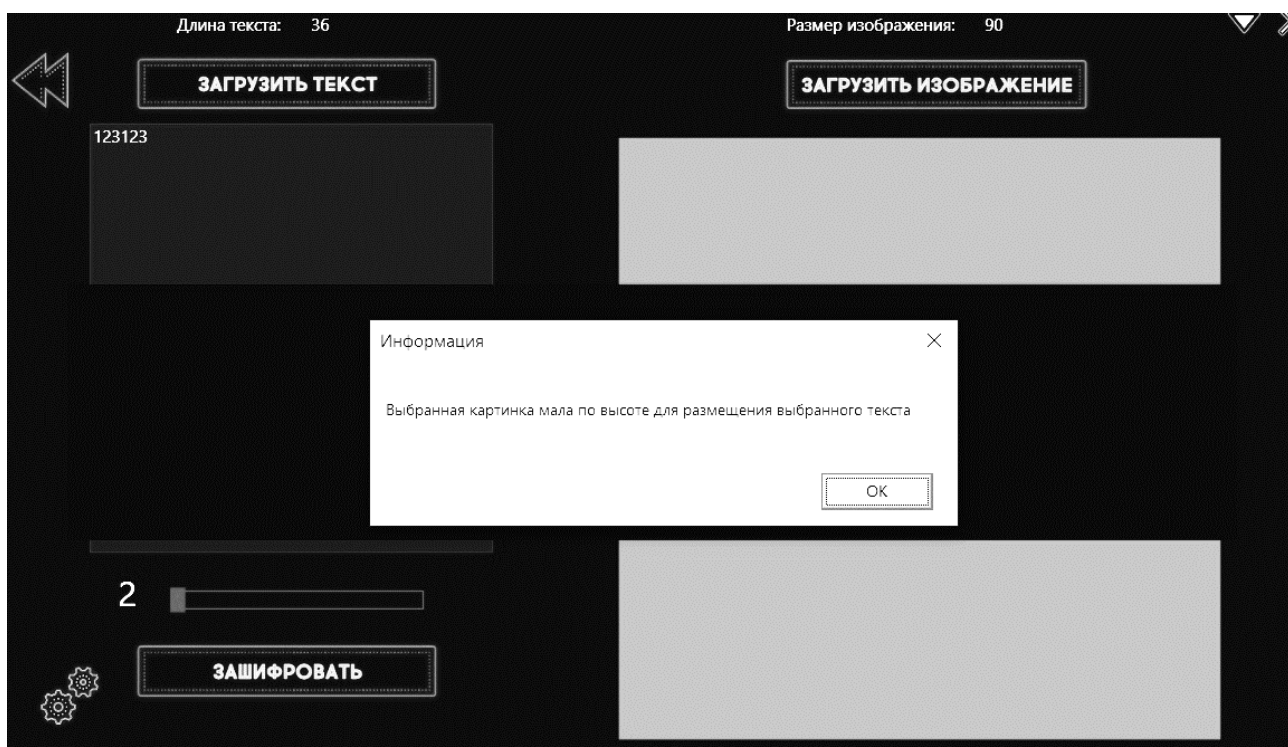 Длина текста: 36
Размер изображения: 90
ЗАГРУЗИТЬ ТЕКСТ
ЗАГРУЗИТЬ ИЗОБРАЖЕНИЕ
123123
Информация
Выбранная картинка мала по высоте для размещения выбранного текста
ОК
2
ЗАШИФРОВАТЬ